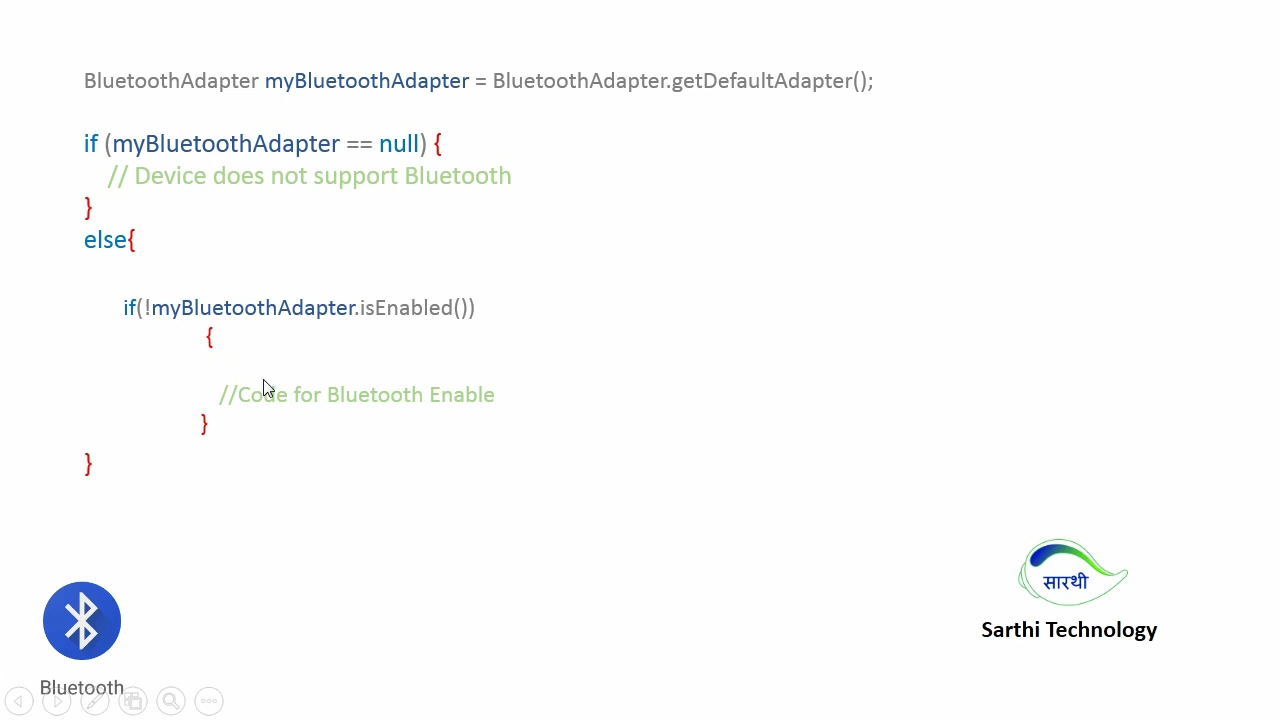 BluetoothAdapter myBluetoothAdapter = BluetoothAdapter.getDefaultAdapter();
if (myBluetoothAdapter == null) {
// Device does not support Bluetooth
}
else{
if(!myBluetoothAdapter.isEnabled())
{
//Code for Bluetooth Enable
}
}
सारथी
Sarthi Technology
Bluetooth